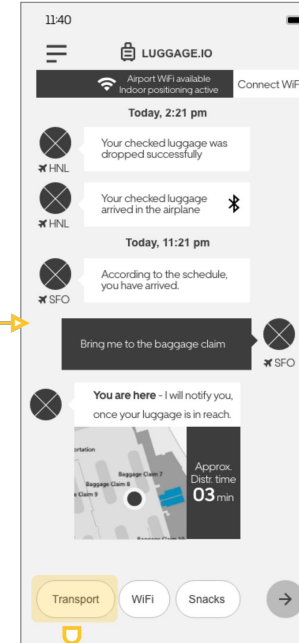 11:40
LUGGAGE.IO
Airport WiFi available
Indoor positioning active
Connect WiF
Today, 2:21 pm
Your checked luggage was
dropped successfully
HNL
Your checked luggage
arrived in the airplane
HNL
Today, 11:21 pm
According to the schedule,
you have arrived.
SFO
Bring me to the baggage claim
SFO
You are here - I will notify you,
once your luggage is in reach.
portation
Baggage Claim 7
Baggage Claim 8
e Claim 9
Approx.
Distr. time
03 min
Transport
WiFi
Snacks